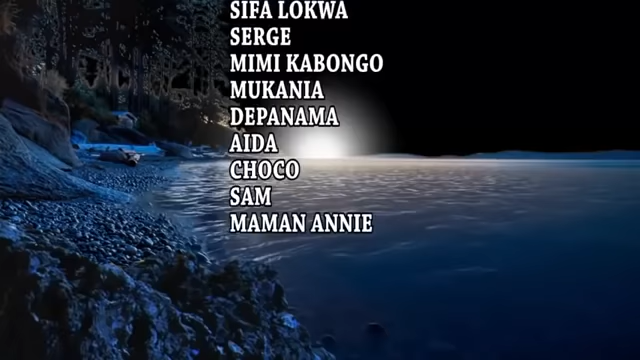 SIFA LOKWA
SERGE
MIMI KABONGO
MUKANIA
DEPANAMA
AIDA
CHOCO
SAM
MAMAN ANNIE